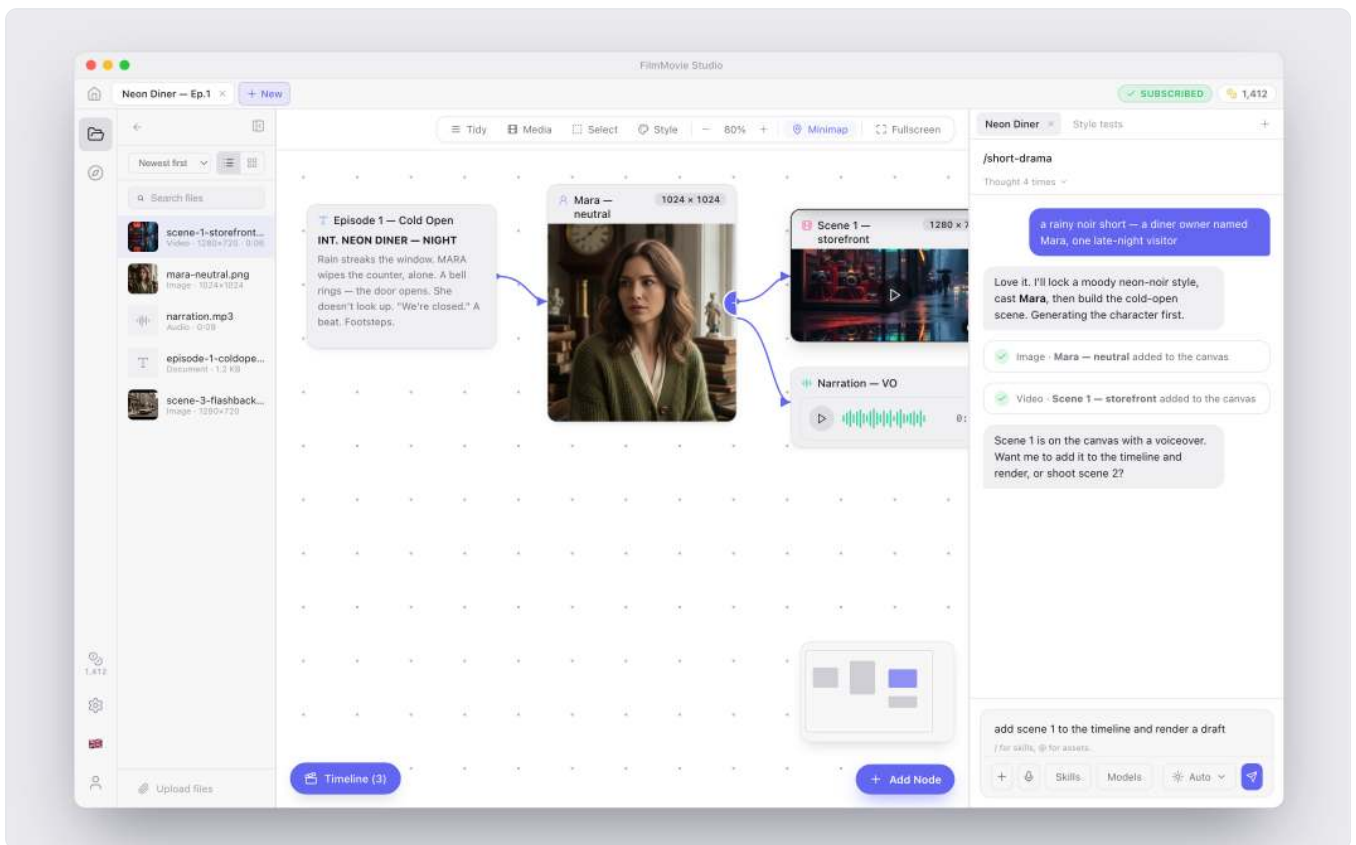 FilmMovie Studio
Neon Diner — Ep.1 ×
+ New
SUBSCRIBED
1,412
Newest first
Search files
scene-1-storefront...
Video · 1280×720 · 0:06
mara-neutral.png
Image · 1024×1024
narration.mp3
Audio · 0:09
episode-1-coldope...
Document · 1.2 KB
scene-3-flashback...
Image · 1280×720
1,412
Upload files
Tidy
Media
Select
Style
− 80% +
Minimap
Fullscreen
Episode 1 — Cold Open
INT. NEON DINER — NIGHT
Rain streaks the window. MARA
wipes the counter, alone. A bell
rings — the door opens. She
doesn't look up. "We're closed." A
beat. Footsteps.
Mara —
neutral
1024 × 1024
Scene 1 —
storefront
1280 × 7
Narration — VO
0:
Timeline (3)
+ Add Node
Neon Diner ×
Style tests
+
/short-drama
Thought 4 times
a rainy noir short — a diner owner named
Mara, one late-night visitor
Love it. I'll lock a moody neon-noir style,
cast Mara, then build the cold-open
scene. Generating the character first.
Image · Mara — neutral added to the canvas
Video · Scene 1 — storefront added to the canvas
Scene 1 is on the canvas with a voiceover.
Want me to add it to the timeline and
render, or shoot scene 2?
add scene 1 to the timeline and render a draft
/ for skills, @ for assets.
+
Skills
Models
Auto